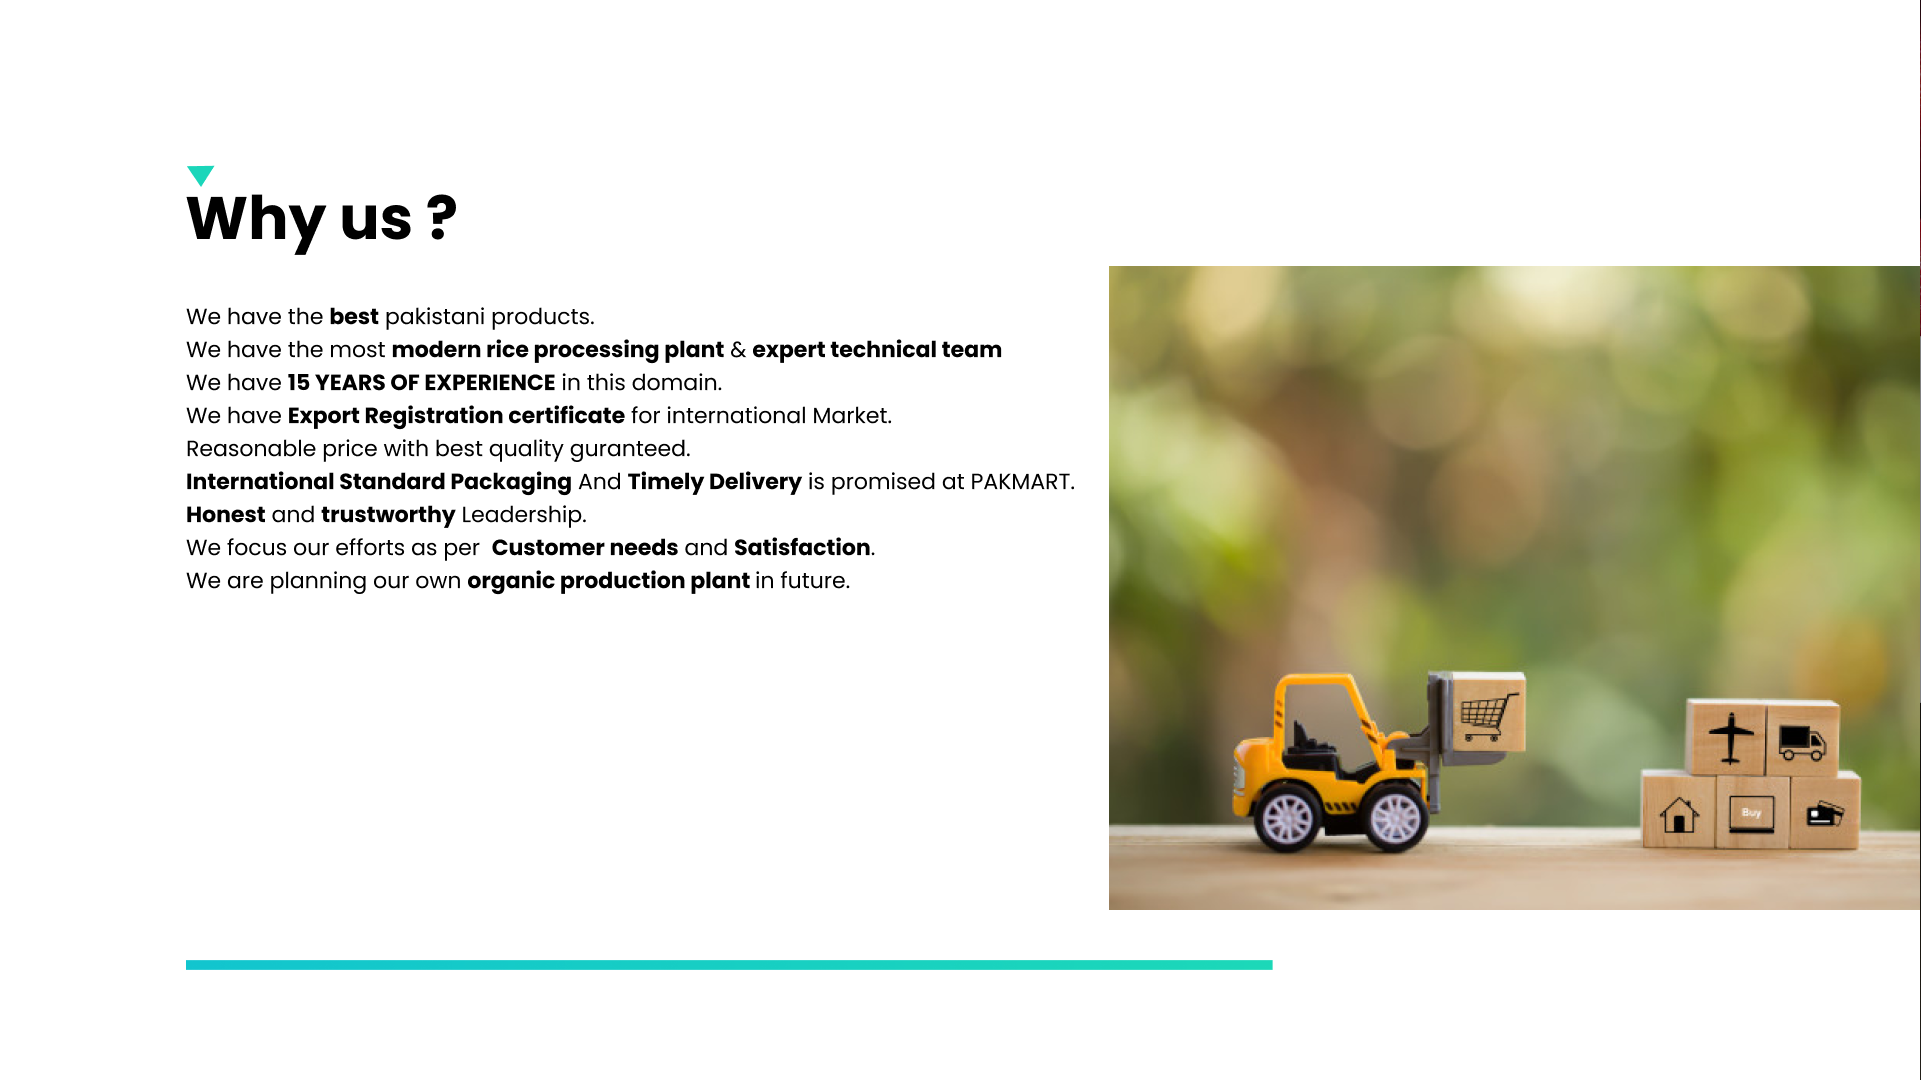 Why us ?
We have the best pakistani products.
We have the most modern rice processing plant & expert technical team
We have 15 YEARS OF EXPERIENCE in this domain.
We have Export Registration certificate for international Market.
Reasonable price with best quality guranteed.
International Standard Packaging And Timely Delivery is promised at PAKMART.
Honest and trustworthy Leadership.
We focus our efforts as per  Customer needs and Satisfaction.
We are planning our own organic production plant in future.
Buy